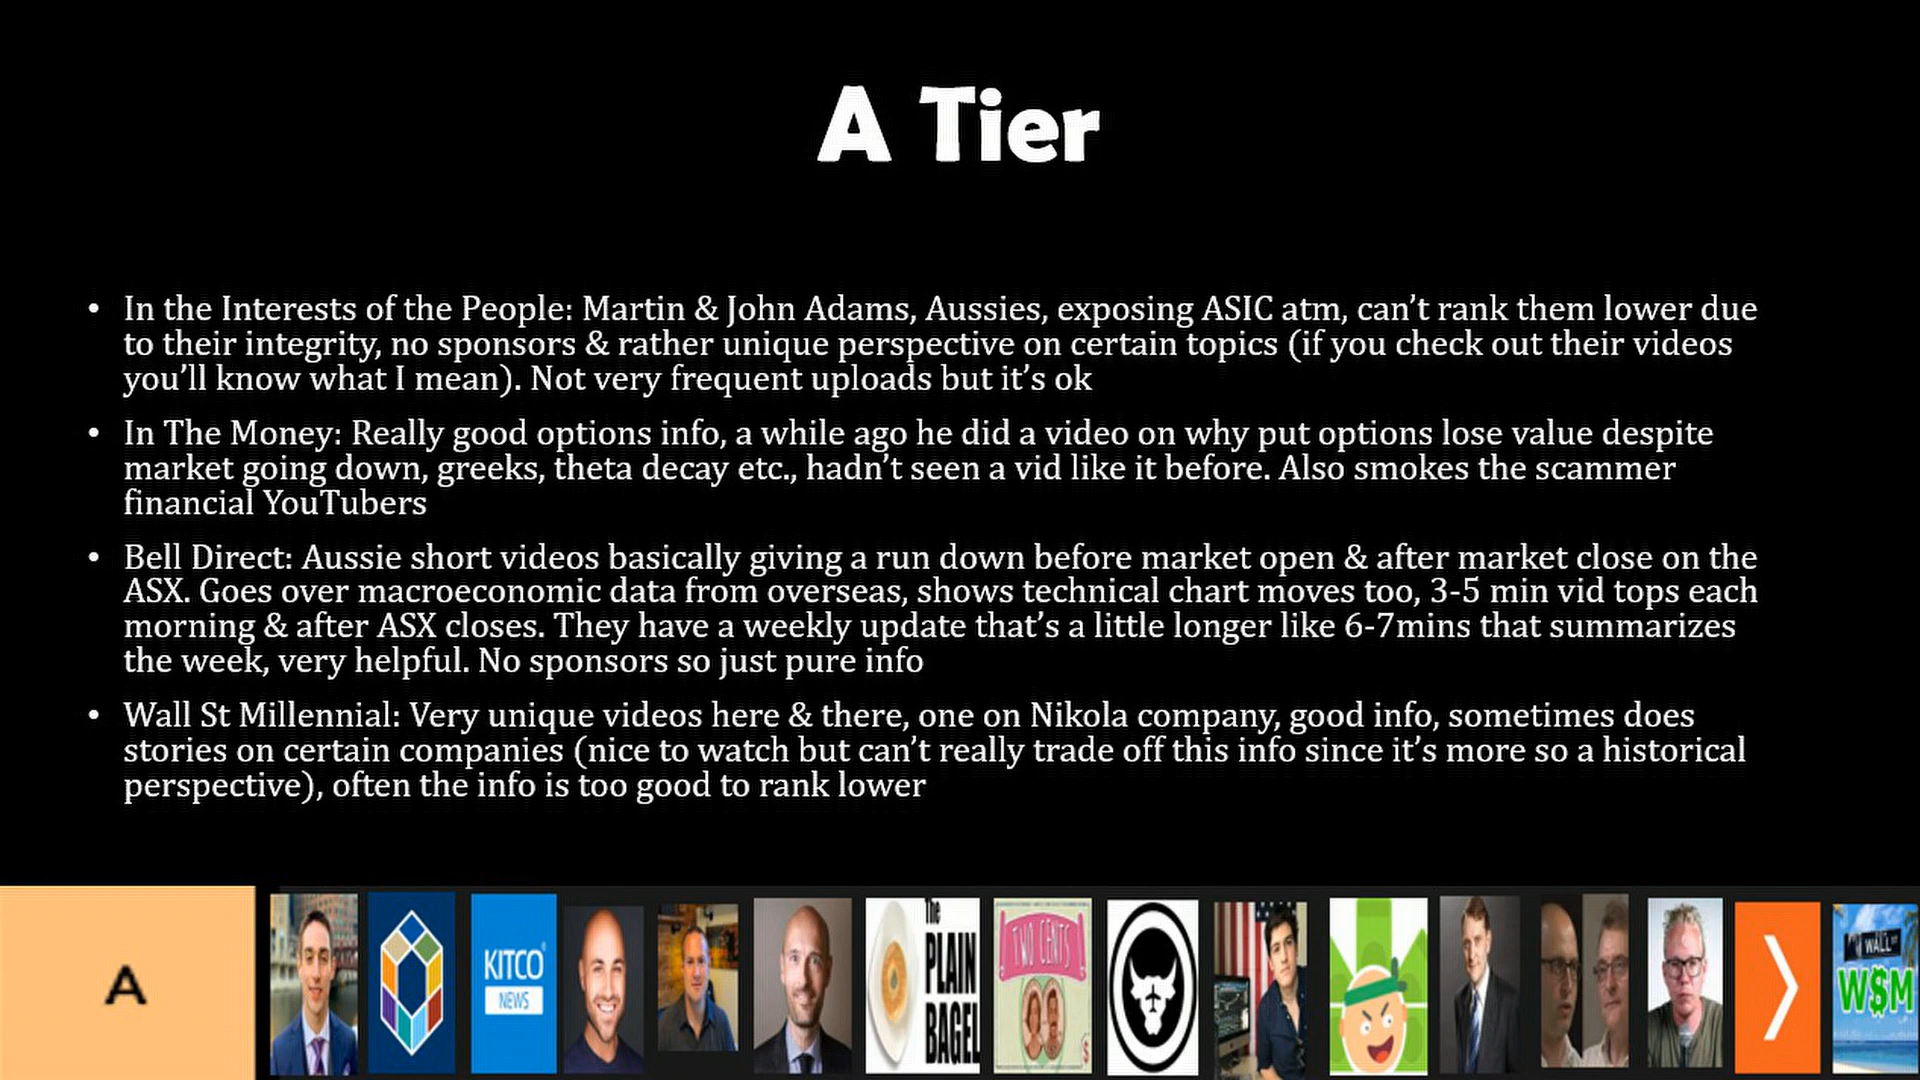 A Tier
• In the Interests of the People: Martin & John Adams, Aussies, exposing ASIC atm, can’t rank them lower due
to their integrity, no sponsors & rather unique perspective on certain topics (if you check out their videos
you’ll know what I mean). Not very frequent uploads but it’s ok
• In The Money: Really good options info, a while ago he did a video on why put options lose value despite
market going down, greeks, theta decay etc., hadn’t seen a vid like it before. Also smokes the scammer
financial YouTubers
• Bell Direct: Aussie short videos basically giving a run down before market open & after market close on the
ASX. Goes over macroeconomic data from overseas, shows technical chart moves too, 3-5 min vid tops each
morning & after ASX closes. They have a weekly update that’s a little longer like 6-7mins that summarizes
the week, very helpful. No sponsors so just pure info
• Wall St Millennial: Very unique videos here & there, one on Nikola company, good info, sometimes does
stories on certain companies (nice to watch but can’t really trade off this info since it’s more so a historical
perspective), often the info is too good to rank lower
A
KITCO
NEWS
The
PLAIN
BAGEL
TWO CENTS
$
WALL
W$M